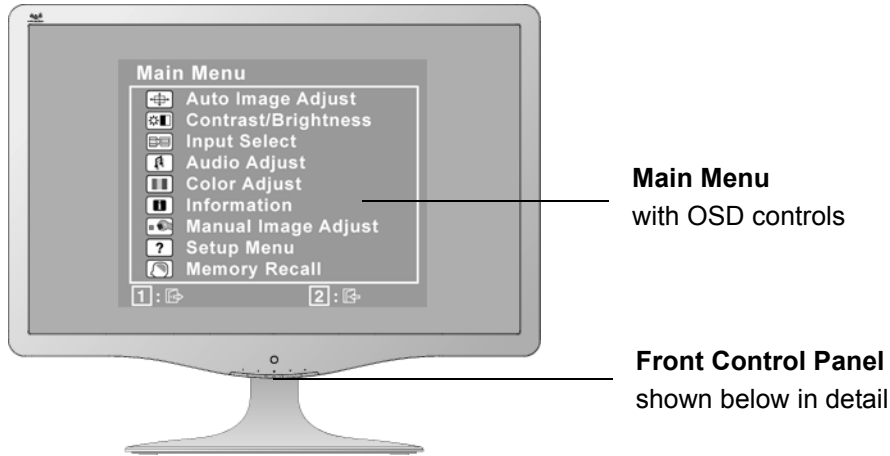 Main Menu
Auto Image Adjust
Contrast/Brightness
Input Select
Audio Adjust
Color Adjust
Information
Manual Image Adjust
Setup Menu
Memory Recall
1: 2:
Main Menu
with OSD controls
Front Control Panel
shown below in detail